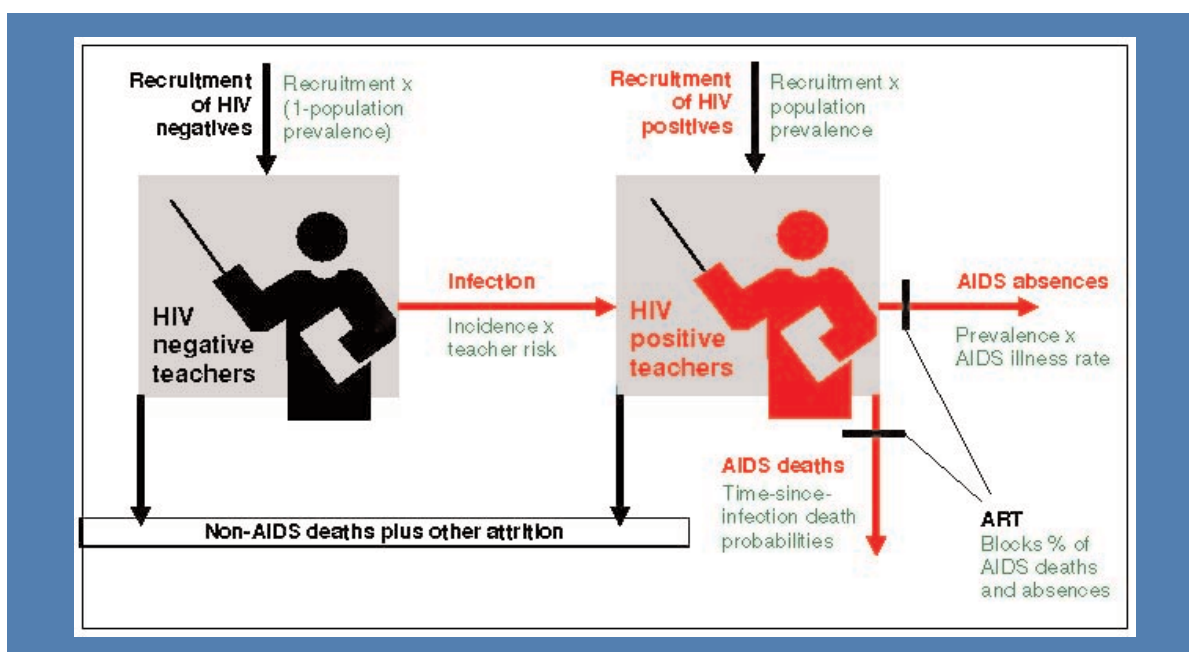 Recruitment
of HIV
negatives
Recruitment x
(1-population
prevalence)
Recruitment
of HIV
positives
Recruitment x
population
prevalence
HIV
negative
teachers
Infection
Incidence x
teacher risk
HIV
positive
teachers
AIDS absences
Prevalence x
AIDS illness rate
AIDS deaths
Time-since-
infection death
probabilities
ART
Blocks % of
AIDS deaths
and absences
Non-AIDS deaths plus other attrition